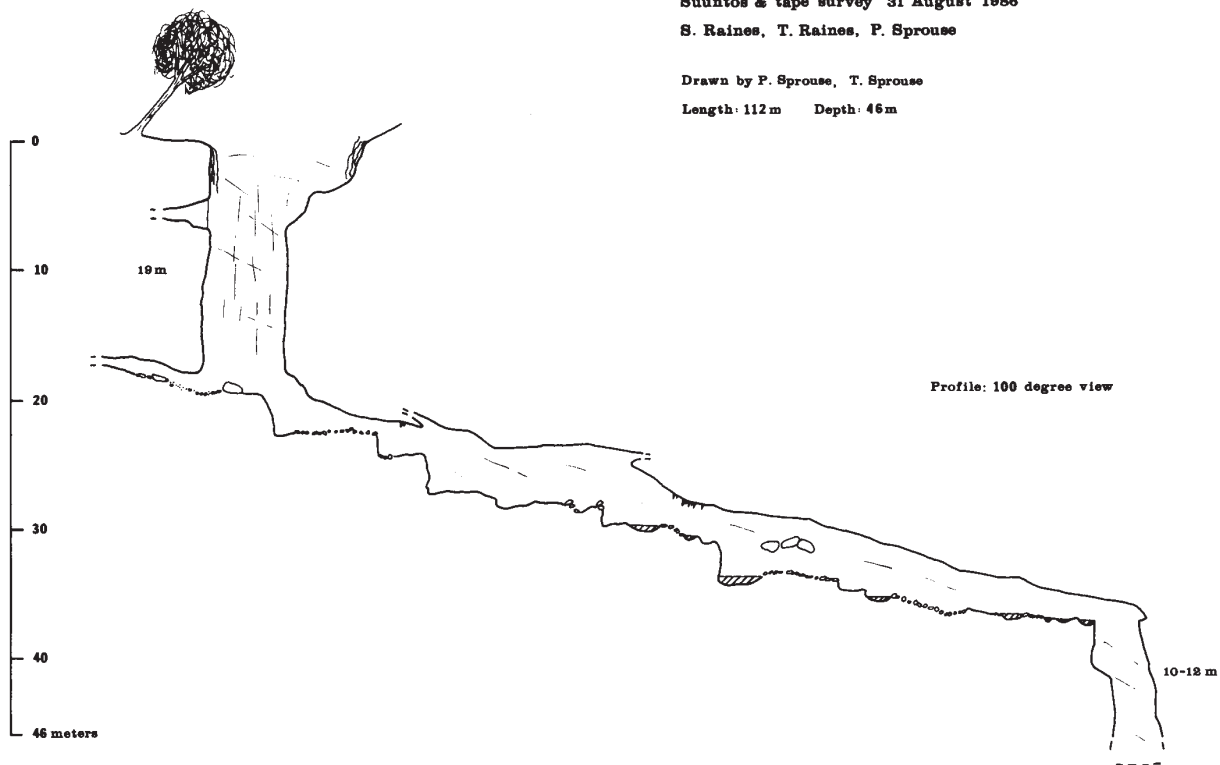 Suuntos & tape survey 31 August 1986
S. Raines, T. Raines, P. Sprouse
Drawn by P. Sprouse, T. Sprouse
Length: 112 m Depth: 46 m
0
19 m
10
Profile: 100 degree view
20
30
40
10-12 m
46 meters